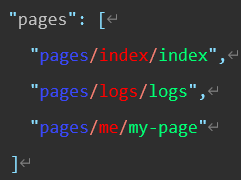 "pages": [↵
"pages/index/index",↵
"pages/logs/logs",↵
"pages/me/my-page"↵
]↵